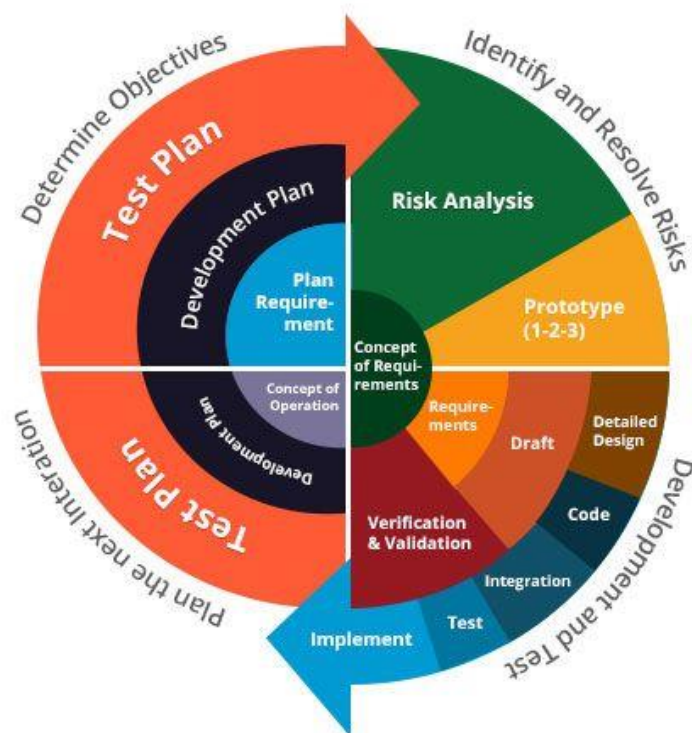 Determine Objectives
Identify and Resolve Risks
Test Plan
Development Plan
Plan
Require-
ment
Risk Analysis
Prototype
(1-2-3)
Concept
of Requi-
rements
Concept of
Operation
Development Plan
Test Plan
Plan the next Interation
Require-
ments
Draft
Detailed
Design
Code
Integration
Test
Implement
Verification
& Validation
Development and Test